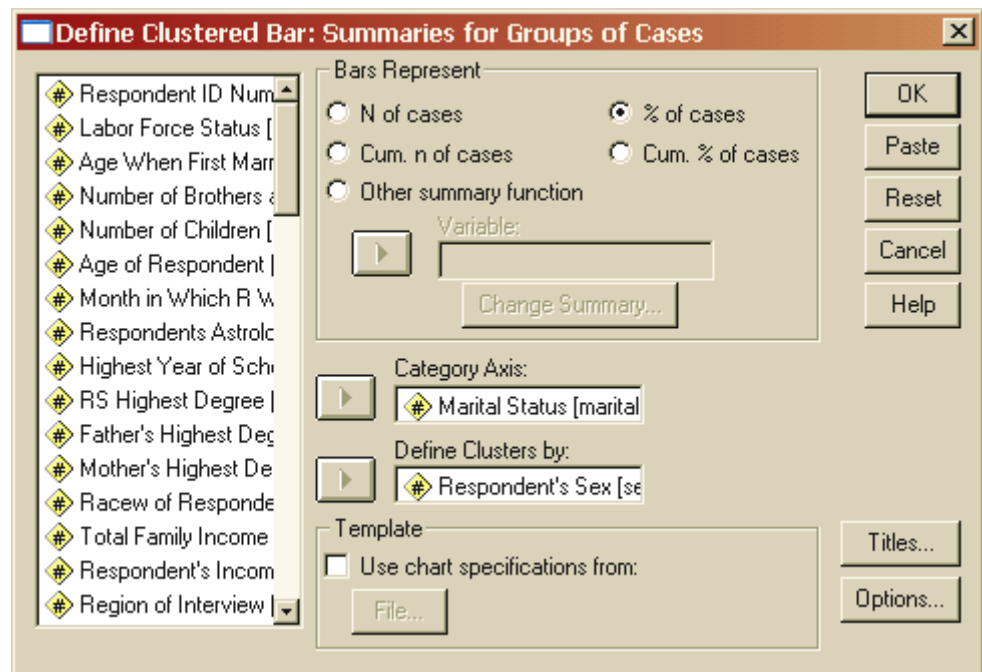 Define Clustered Bar: Summaries for Groups of Cases
Respondent ID Num
Labor Force Status [
Age When First Marr
Number of Brothers a
Number of Children [
Age of Respondent [
Month in Which R W
Respondents Astrolo
Highest Year of Scho
RS Highest Degree [
Father's Highest Deg
Mother's Highest De
Racew of Responde
Total Family Income
Respondent's Incom
Region of Interview [
Bars Represent
N of cases
% of cases
Cum. n of cases
Cum. % of cases
Other summary function
Variable:
Change Summary...
Category Axis:
Marital Status [marital
Define Clusters by:
Respondent's Sex [se
Template
Use chart specifications from:
File...
OK
Paste
Reset
Cancel
Help
Titles...
Options...